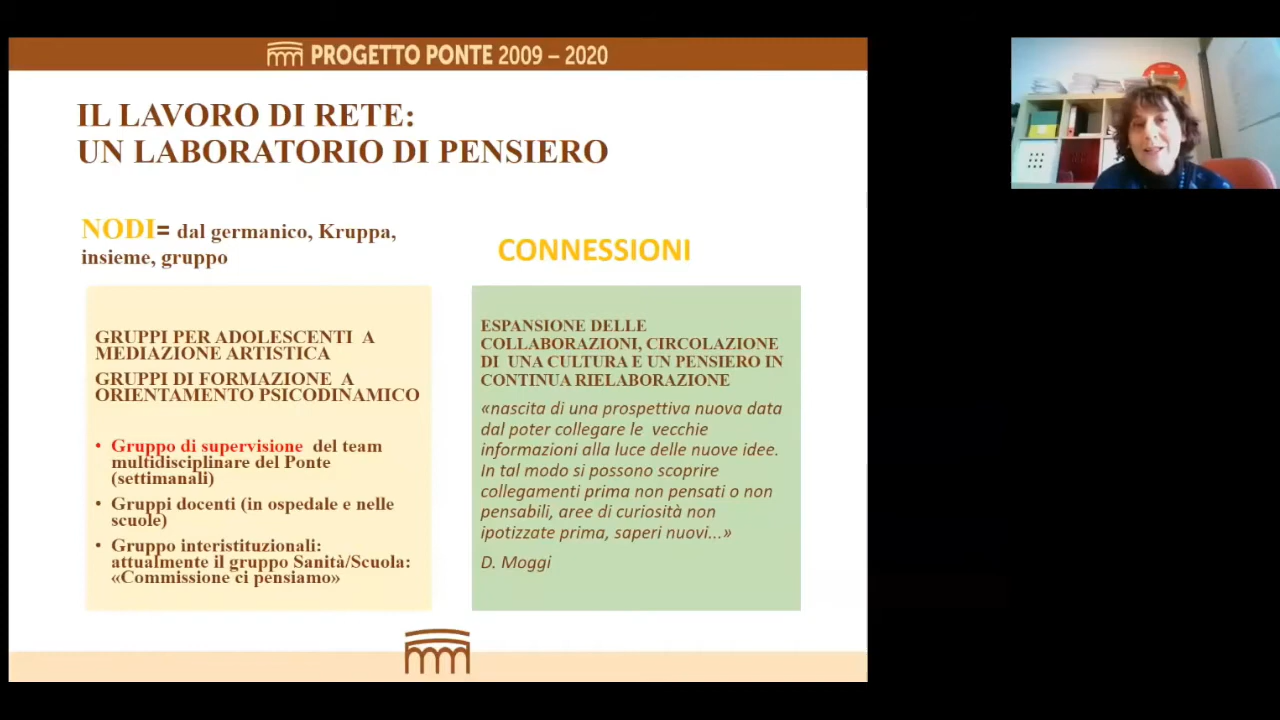 PROGETTO PONTE 2009 – 2020
IL LAVORO DI RETE:
UN LABORATORIO DI PENSIERO
NODI= dal germanico, Kruppa,
insieme, gruppo
GRUPPI PER ADOLESCENTI A
MEDIAZIONE ARTISTICA
GRUPPI DI FORMAZIONE A
ORIENTAMENTO PSICODINAMICO
• Gruppo di supervisione del team
multidisciplinare del Ponte
(settimanali)
• Gruppi docenti (in ospedale e nelle
scuole)
• Gruppo interistituzionali:
attualmente il gruppo Sanità/Scuola:
«Commissione ci pensiamo»
CONNESSIONI
ESPANSIONE DELLE
COLLABORAZIONI, CIRCOLAZIONE
DI UNA CULTURA E UN PENSIERO IN
CONTINUA RIELABORAZIONE
«nascita di una prospettiva nuova data
dal poter collegare le vecchie
informazioni alla luce delle nuove idee.
In tal modo si possono scoprire
collegamenti prima non pensati o non
pensabili, aree di curiosità non
ipotizzate prima, saperi nuovi...»
D. Moggi